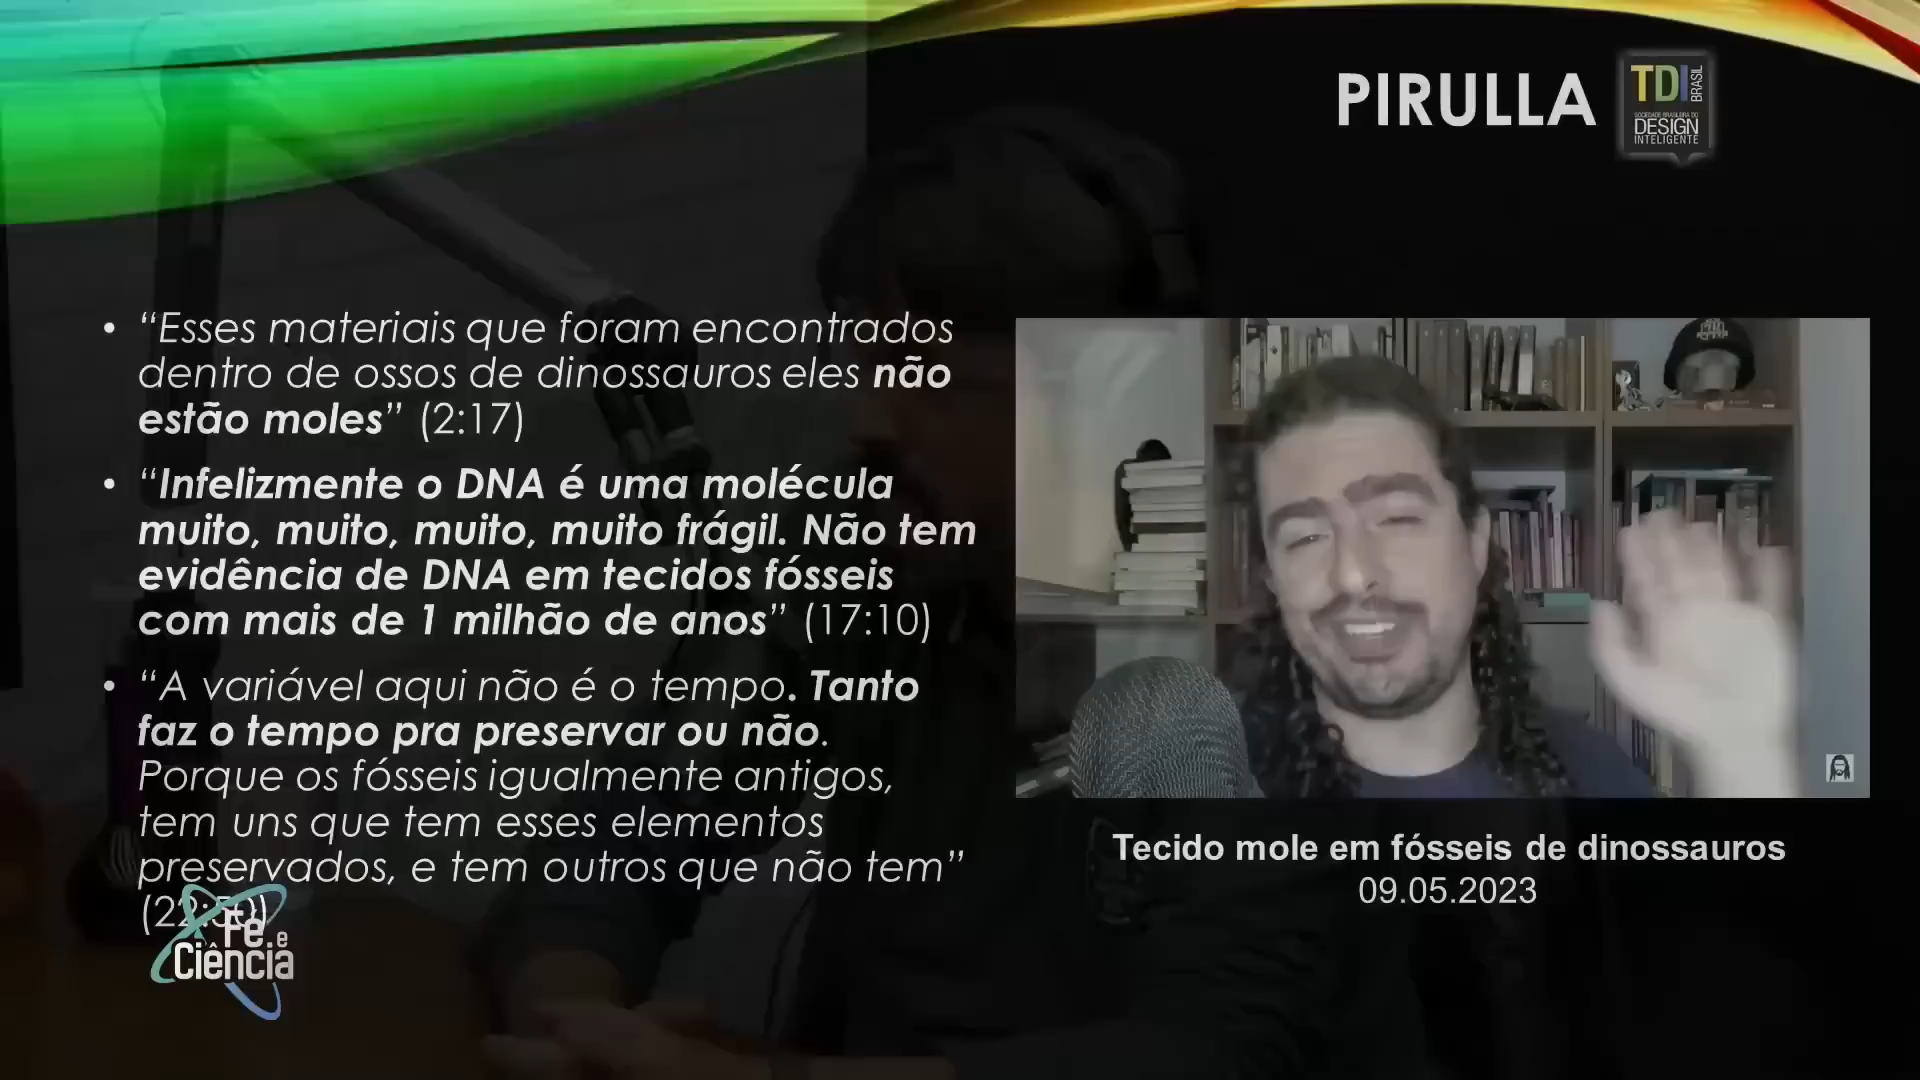 PIRULLA
TDI BRASIL
SOCIEDADE BRASILEIRA DO
DESIGN
INTELIGENTE
• “Esses materiais que foram encontrados
dentro de ossos de dinossauros eles não
estão moles” (2:17)
• “Infelizmente o DNA é uma molécula
muito, muito, muito, muito frágil. Não tem
evidência de DNA em tecidos fósseis
com mais de 1 milhão de anos” (17:10)
• “A variável aqui não é o tempo. Tanto
faz o tempo pra preservar ou não.
Porque os fósseis igualmente antigos,
tem uns que tem esses elementos
preservados, e tem outros que não tem”
Fé e
Ciência
Tecido mole em fósseis de dinossauros
09.05.2023